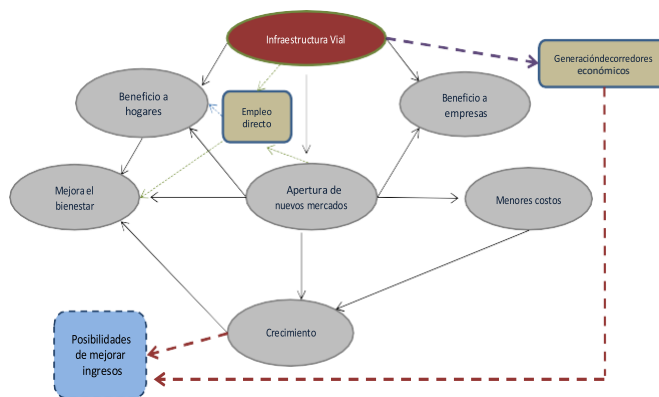 Infraestructura Vial
Generacióndecorredores
económicos
Beneficio a
hogares
Empleo
directo
Beneficio a
empresas
Mejora el
bienestar
Apertura de
nuevos mercados
Menores costos
Crecimiento
Posibilidades
de mejorar
ingresos